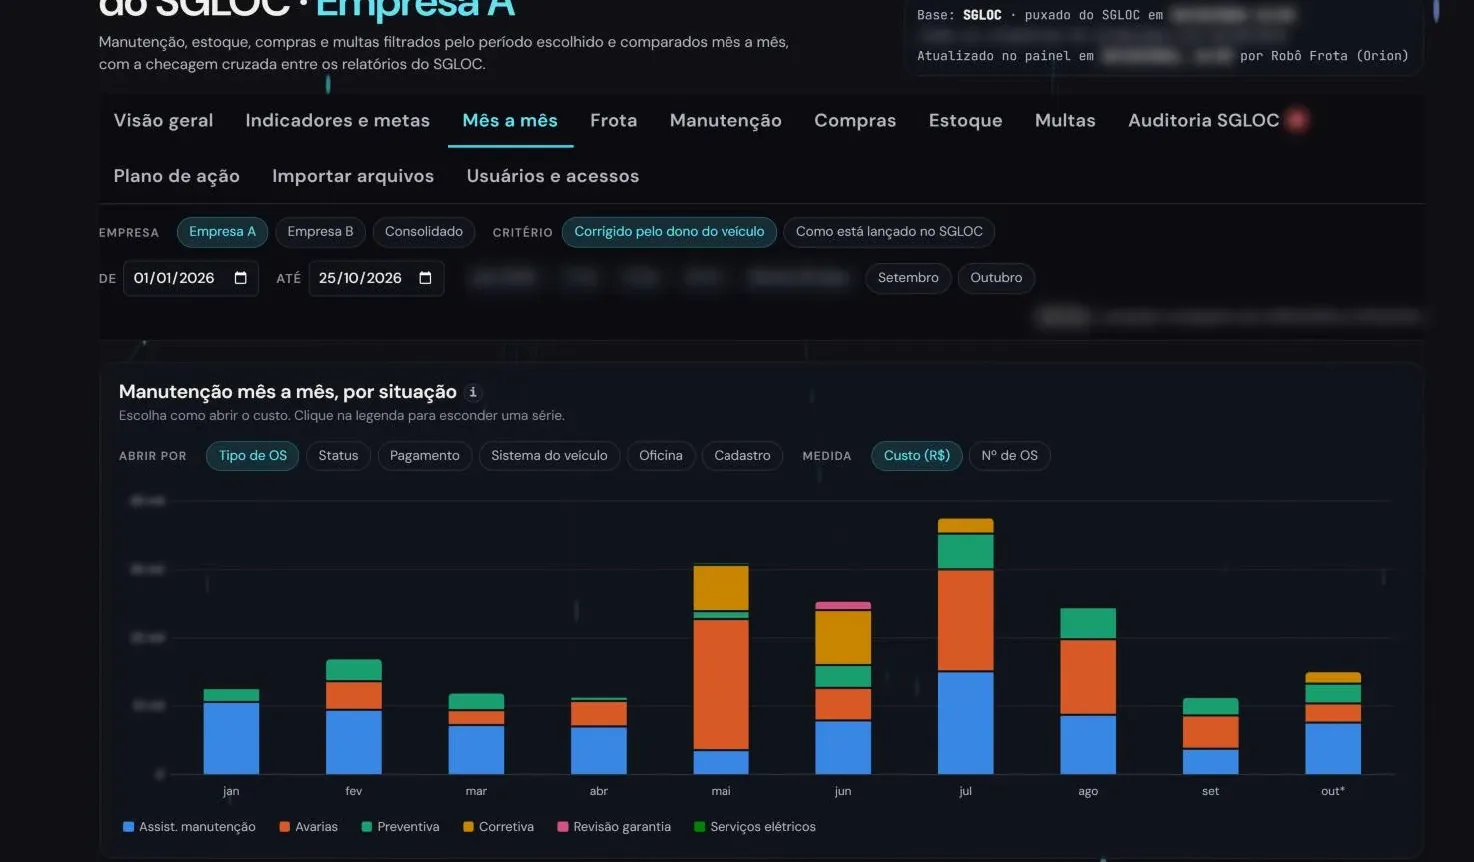 do SGLOC · Empresa A
Manutenção, estoque, compras e multas filtrados pelo período escolhido e comparados mês a mês,
com a checagem cruzada entre os relatórios do SGLOC.
Base: SGLOC · puxado do SGLOC em
Atualizado no painel em por Robô Frota (Orion)
Visão geral Indicadores e metas Mês a mês Frota Manutenção Compras Estoque Multas Auditoria SGLOC
Plano de ação Importar arquivos Usuários e acessos
EMPRESA Empresa A Empresa B Consolidado CRITÉRIO Corrigido pelo dono do veículo Como está lançado no SGLOC
DE 01/01/2026 ATÉ 25/10/2026 Setembro Outubro
Manutenção mês a mês, por situação i
Escolha como abrir o custo. Clique na legenda para esconder uma série.
ABRIR POR Tipo de OS Status Pagamento Sistema do veículo Oficina Cadastro MEDIDA Custo (R$) Nº de OS
jan fev mar abr mai jun jul ago set out*
Assist. manutenção Avarias Preventiva Corretiva Revisão garantia Serviços elétricos